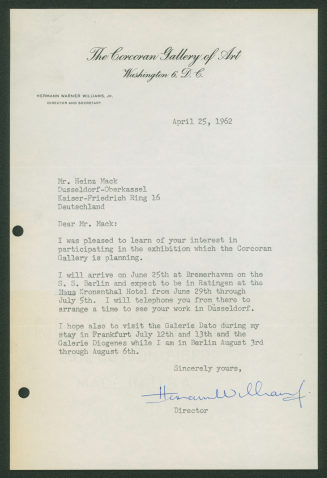 The Corcoran Gallery of Art
Washington 6, D. C.
HERMANN WARNER WILLIAMS, JR.
DIRECTOR AND SECRETARY
April 25, 1962
Mr. Heinz Mack
Dusseldorf-Oberkassel
Kaiser-Friedrich Ring 16
Deutschland
Dear Mr. Mack:
I was pleased to learn of your interest in
participating in the exhibition which the Corcoran
Gallery is planning.
I will arrive on June 25th at Bremerhaven on the
S. S. Berlin and expect to be in Ratingen at the
Kronenthal Hotel from June 29th through
July 5th. I will telephone you from there to
arrange a time to see your work in Düsseldorf.
I hope also to visit the Galerie Dato during my
stay in Frankfurt July 12th and 13th and the
Galerie Diogenes while I am in Berlin August 3rd
through August 6th.
Sincerely yours,
Hermann W Williams Jr.
Director